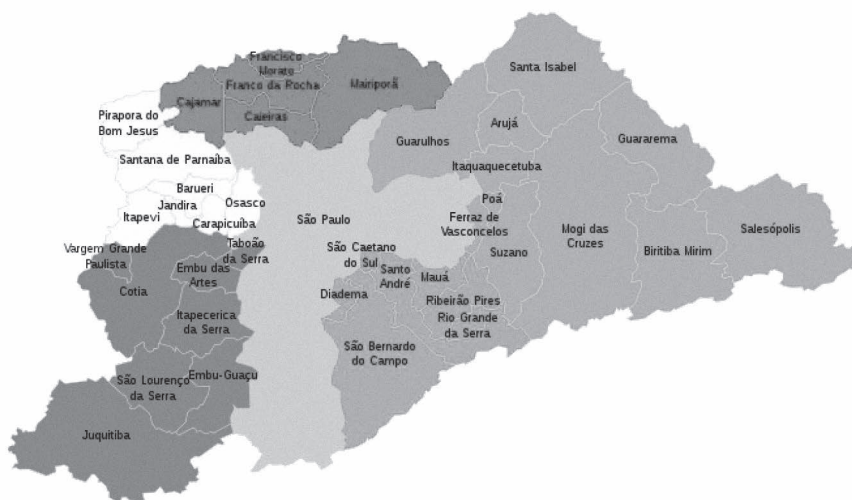 Francisco
Morato
Franco da Rocha
Mairiporã
Cajamar
Caieiras
Santa Isabel
Pirapora do
Bom Jesus
Arujá
Guarulhos
Guararema
Santana de Parnaíba
Itaquaquecetuba
Barueri
Jandira
Osasco
Itapevi
Carapicuíba
São Paulo
Poá
Ferraz de
Vasconcelos
Mogi das
Cruzes
Salesópolis
Vargem Grande
Paulista
Taboão
da Serra
São Caetano
do Sul
Suzano
Biritiba Mirim
Embu das
Artes
Santo
André
Mauá
Cotia
Diadema
Ribeirão Pires
Itapecerica
da Serra
Rio Grande
da Serra
São Bernardo
do Campo
São Lourenço
da Serra
Embu-Guaçu
Juquitiba